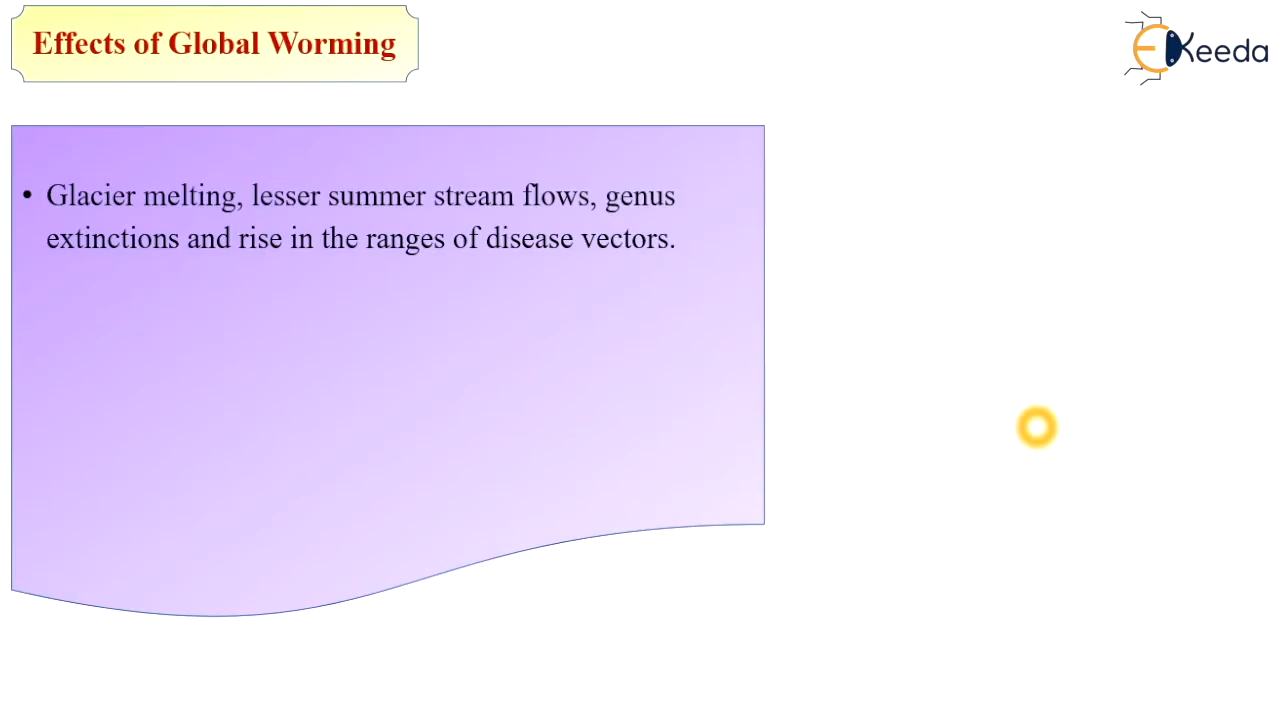 Effects of Global Worming
EKeeda
• Glacier melting, lesser summer stream flows, genus
extinctions and rise in the ranges of disease vectors.